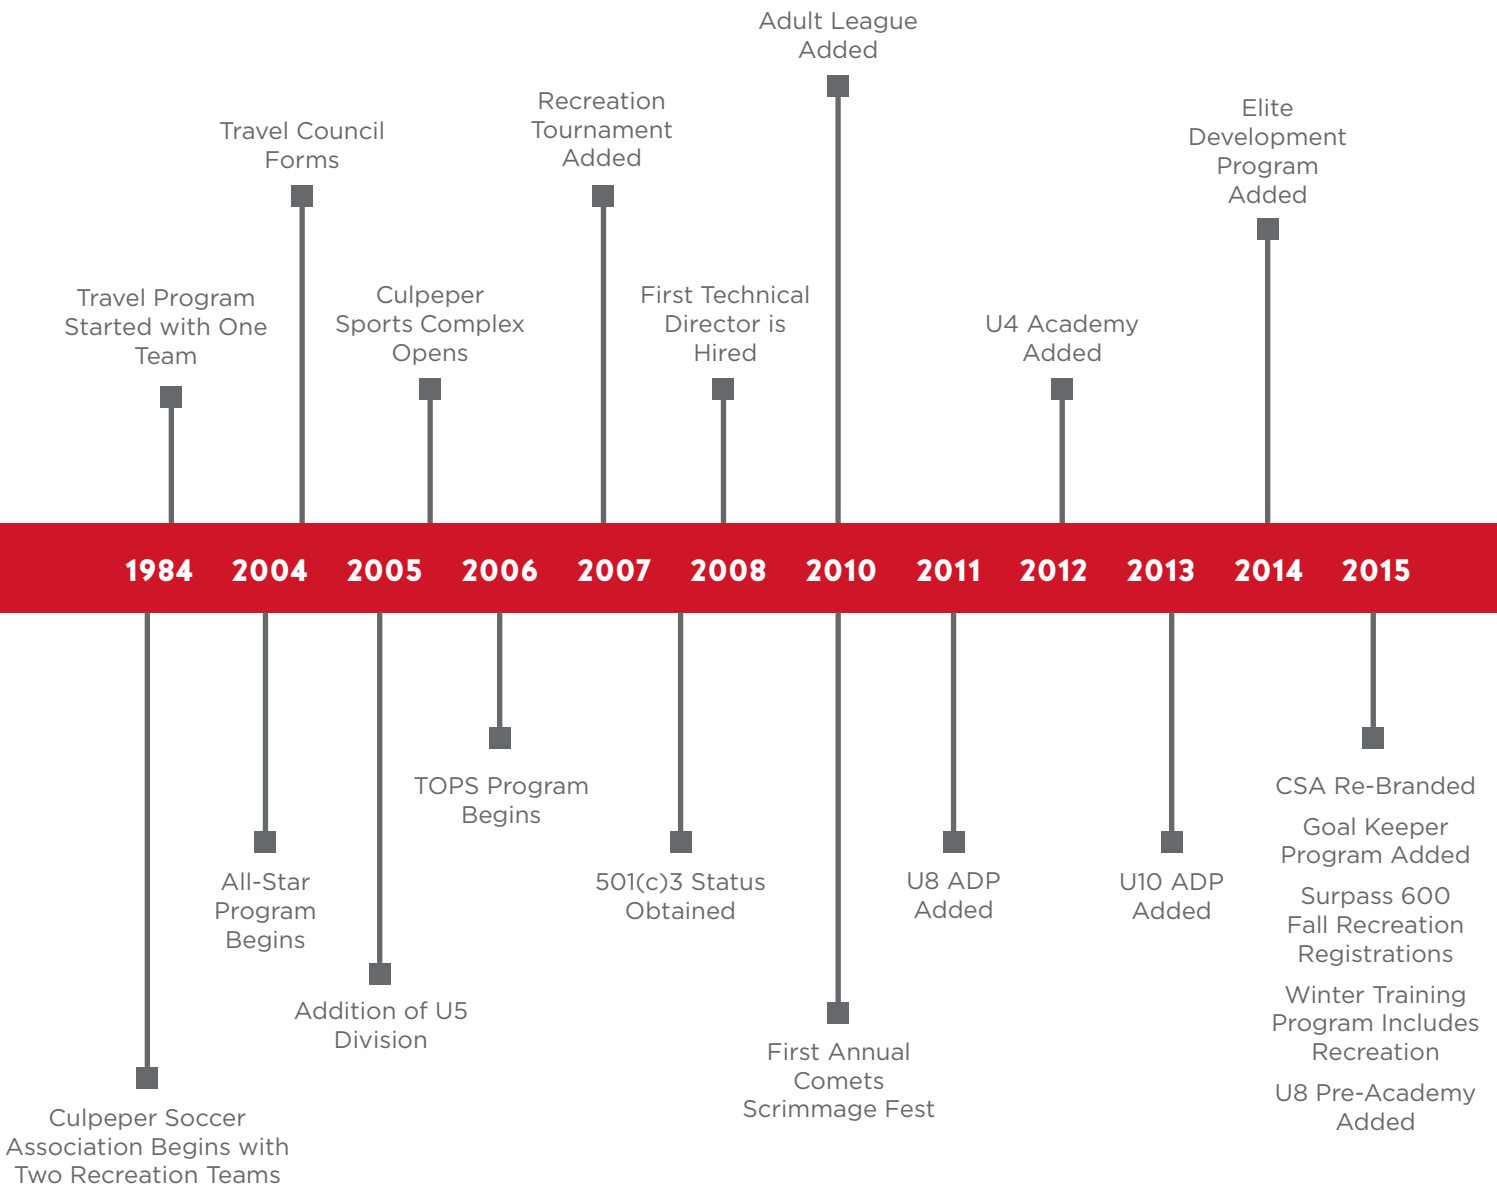 Adult League
Added
Recreation
Tournament
Added
Elite
Development
Program
Added
Travel Council
Forms
Travel Program
Started with One
Team
Culpeper
Sports Complex
Opens
First Technical
Director is
Hired
U4 Academy
Added
1984 2004 2005 2006 2007 2008 2010 2011 2012 2013 2014 2015
TOPS Program
Begins
CSA Re-Branded
Goal Keeper
Program Added
Surpass 600
Fall Recreation
Registrations
Winter Training
Program Includes
Recreation
U8 Pre-Academy
Added
All-Star
Program
Begins
501(c)3 Status
Obtained
U8 ADP
Added
U10 ADP
Added
Addition of U5
Division
First Annual
Comets
Scrimmage Fest
Culpeper Soccer
Association Begins with
Two Recreation Teams